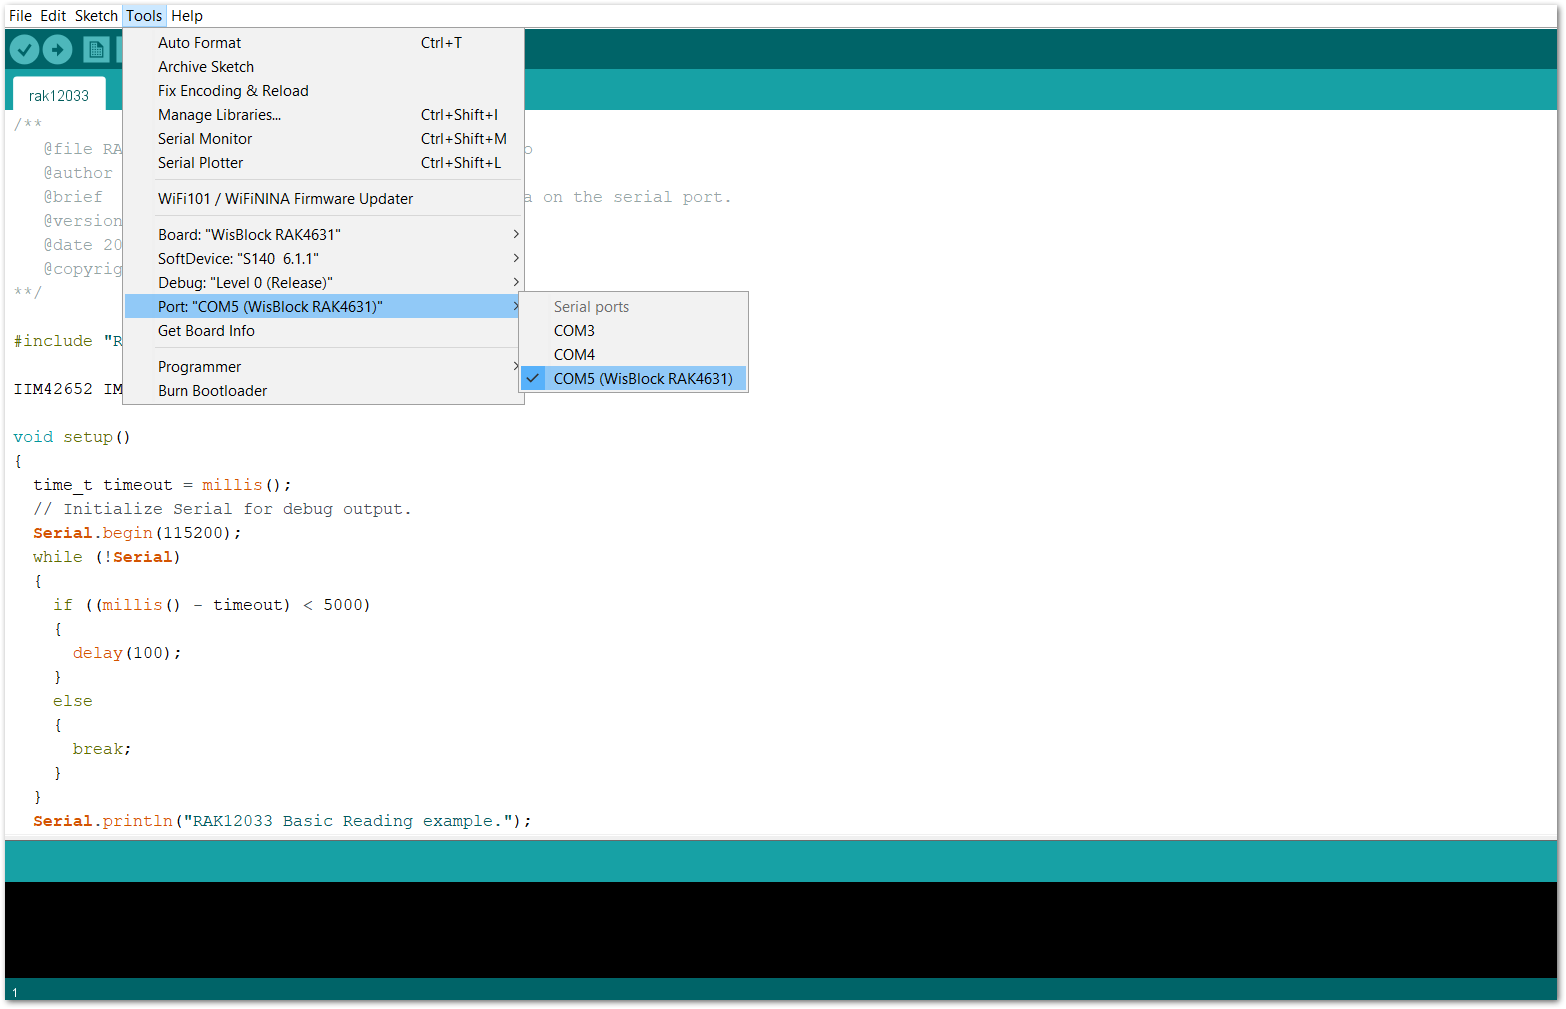 File Edit Sketch Tools Help
rak12033
Auto Format Ctrl+T
Archive Sketch
Fix Encoding & Reload
Manage Libraries... Ctrl+Shift+I
Serial Monitor Ctrl+Shift+M
Serial Plotter Ctrl+Shift+L
WiFi101 / WiFiNINA Firmware Updater
Board: "WisBlock RAK4631"
SoftDevice: "S140 6.1.1"
Debug: "Level 0 (Release)"
Port: "COM5 (WisBlock RAK4631)"
Get Board Info
Programmer
Burn Bootloader
Serial ports
COM3
COM4
COM5 (WisBlock RAK4631)
/**
@file RA
@author
@brief a on the serial port.
@version
@date 20
@copyrig
**/
#include "R
IIM42652 IM
void setup()
{
time_t timeout = millis();
// Initialize Serial for debug output.
Serial.begin(115200);
while (!Serial)
{
if ((millis() - timeout) < 5000)
{
delay(100);
}
else
{
break;
}
}
Serial.println("RAK12033 Basic Reading example.");
1